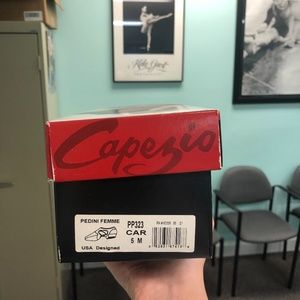 Capezio
PEDINI FEMME
PP323
CAR
5 M
USA Designed